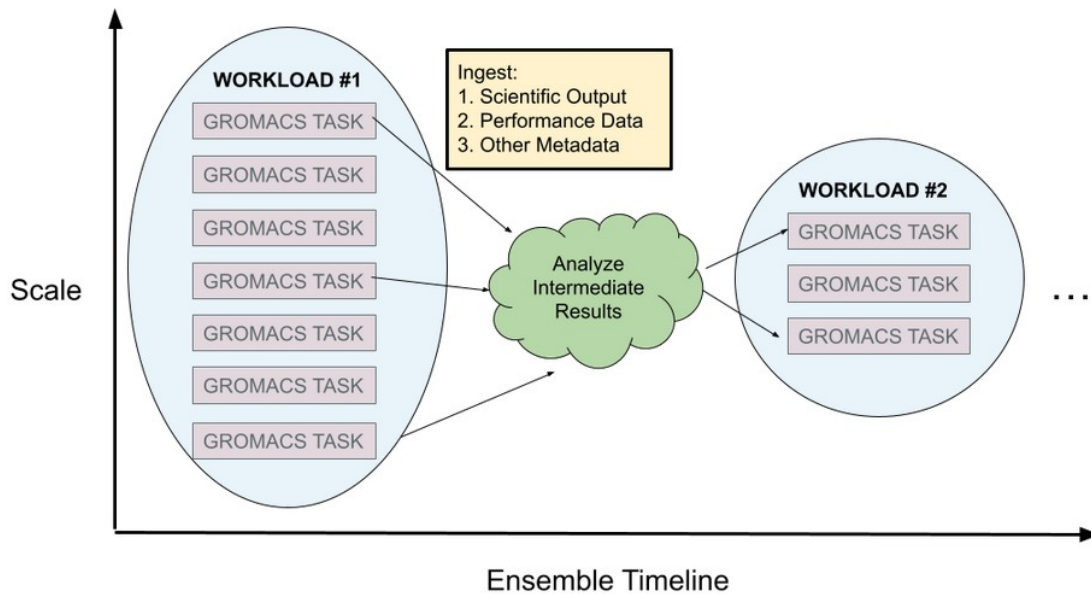 WORKLOAD #1
GROMACS TASK
GROMACS TASK
GROMACS TASK
GROMACS TASK
GROMACS TASK
GROMACS TASK
GROMACS TASK
Ingest:
1. Scientific Output
2. Performance Data
3. Other Metadata
Analyze
Intermediate
Results
WORKLOAD #2
GROMACS TASK
GROMACS TASK
GROMACS TASK
...
Scale
Ensemble Timeline